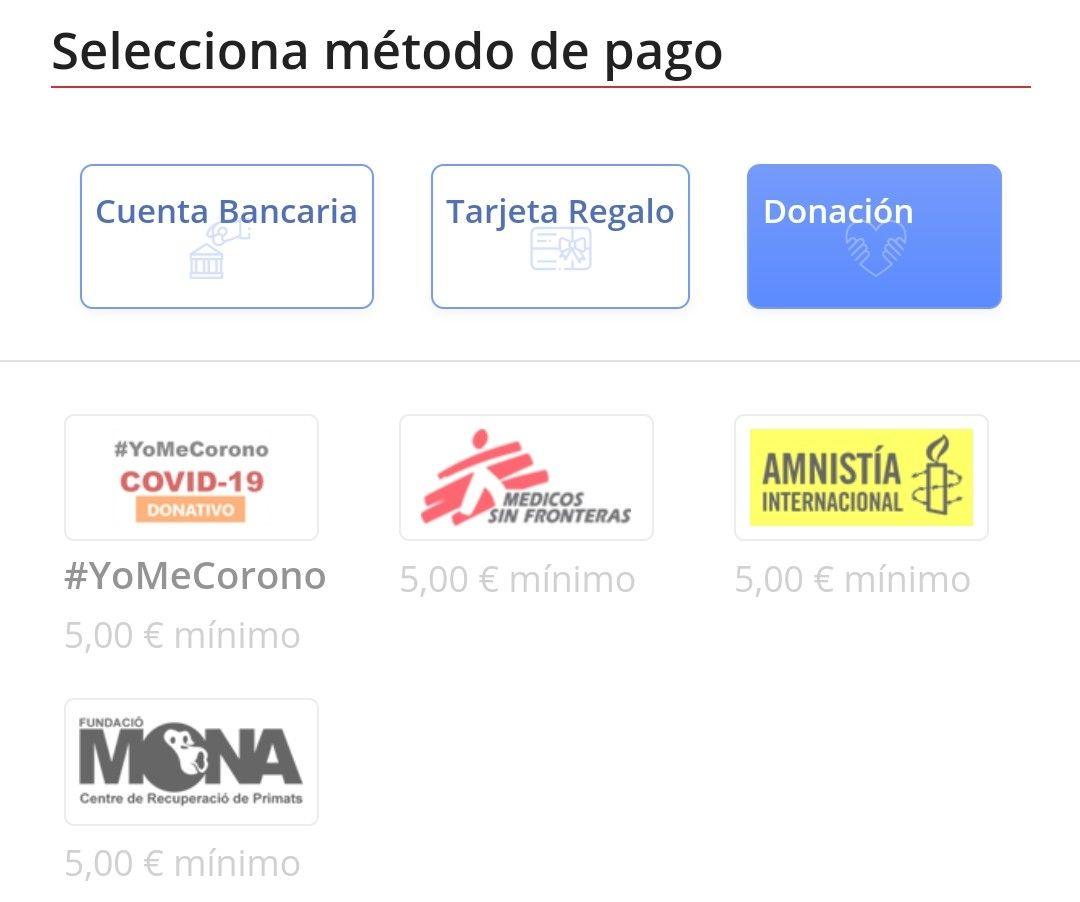 Selecciona método de pago
Cuenta Bancaria
Tarjeta Regalo
Donación
#YoMeCorono
COVID-19
DONATIVO
MEDICOS
SIN FRONTERAS
AMNISTÍA
INTERNACIONAL
#YoMeCorono
5,00 € mínimo
5,00 € mínimo
5,00 € mínimo
FUNDACIÓ
MONA
Centre de Recuperació de Primats
5,00 € mínimo